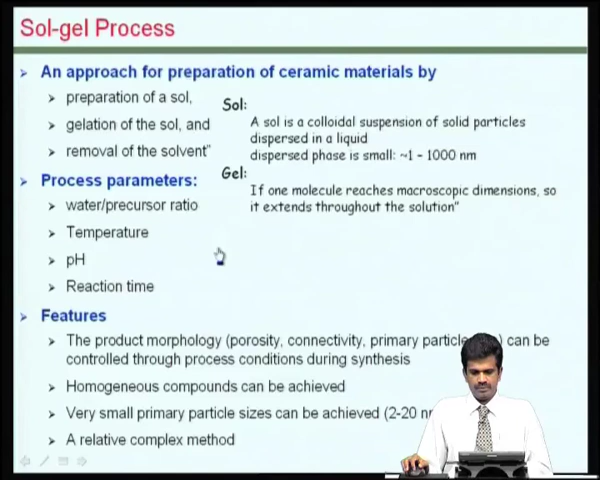 Sol-gel Process
An approach for preparation of ceramic materials by
preparation of a sol,
gelation of the sol, and
removal of the solvent"
Sol:
A sol is a colloidal suspension of solid particles
dispersed in a liquid
dispersed phase is small: ~1 - 1000 nm
Gel:
If one molecule reaches macroscopic dimensions, so
it extends throughout the solution"
Process parameters:
water/precursor ratio
Temperature
pH
Reaction time
Features
The product morphology (porosity, connectivity, primary particle can be
controlled through process conditions during synthesis
Homogeneous compounds can be achieved
Very small primary particle sizes can be achieved (2-20
A relative complex method